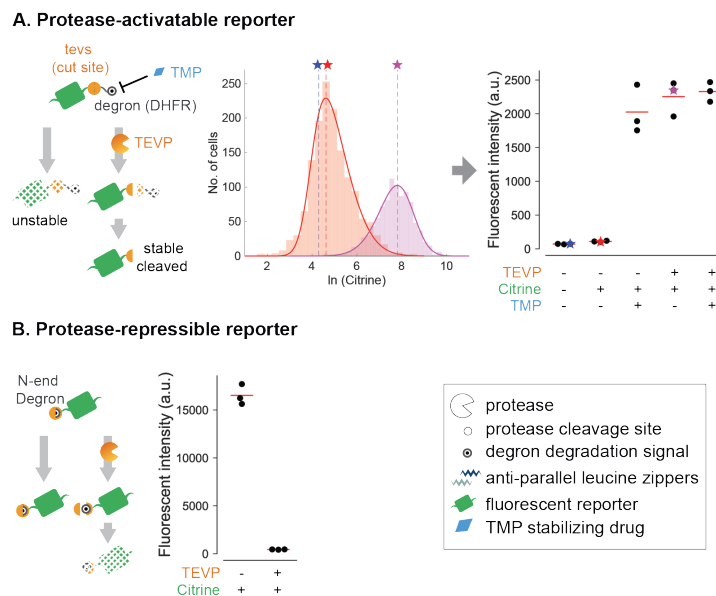 A. Protease-activatable reporter
tevs
(cut site)
TMP
degron (DHFR)
TEVP
unstable
stable
cleaved
No. of cells
250
200
150
100
50
0
2
4
6
8
10
ln (Citrine)
Fluorescent intensity (a.u.)
2500
2000
1500
1000
500
0
TEVP - - - + +
Citrine - + + + +
TMP - - + - +
B. Protease-repressible reporter
N-end
Degron
Fluorescent intensity (a.u.)
15000
10000
5000
0
TEVP - +
Citrine + +
protease
protease cleavage site
degron degradation signal
anti-parallel leucine zippers
fluorescent reporter
TMP stabilizing drug